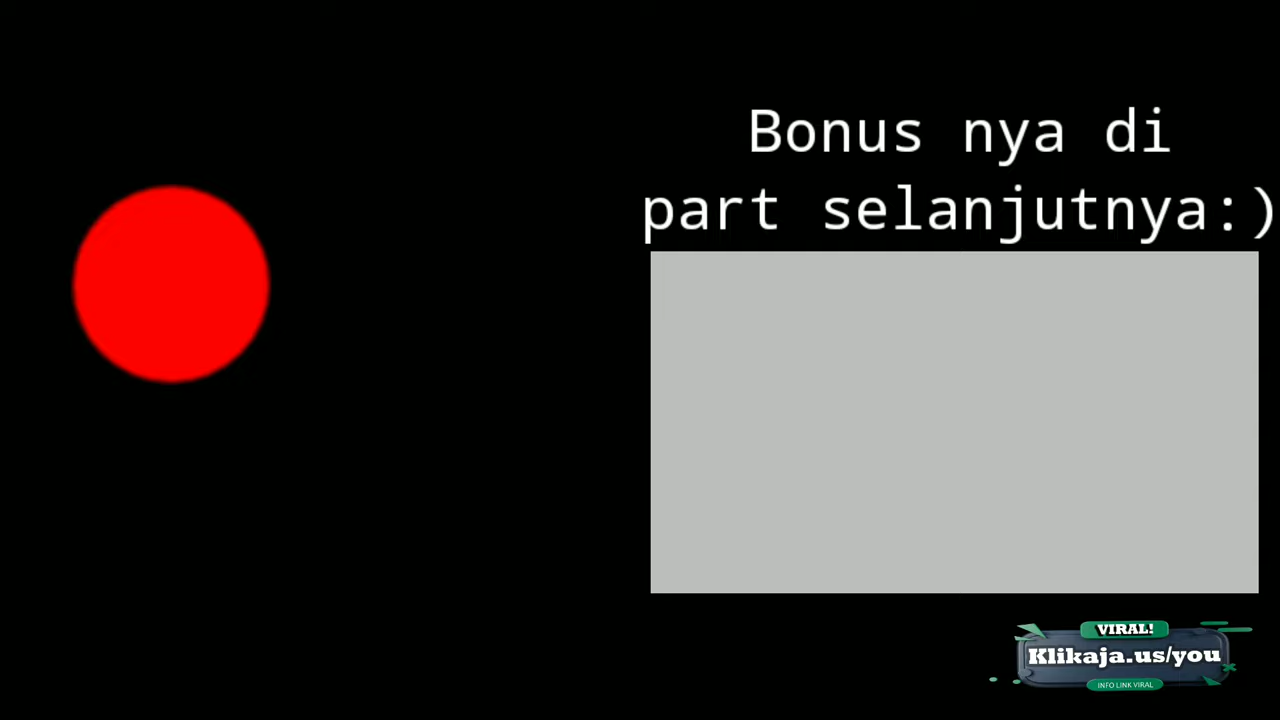 Bonus nya di
part selanjutnya:)
VIRAL!
Klikaja.us/you
INFO LINK VIRAL